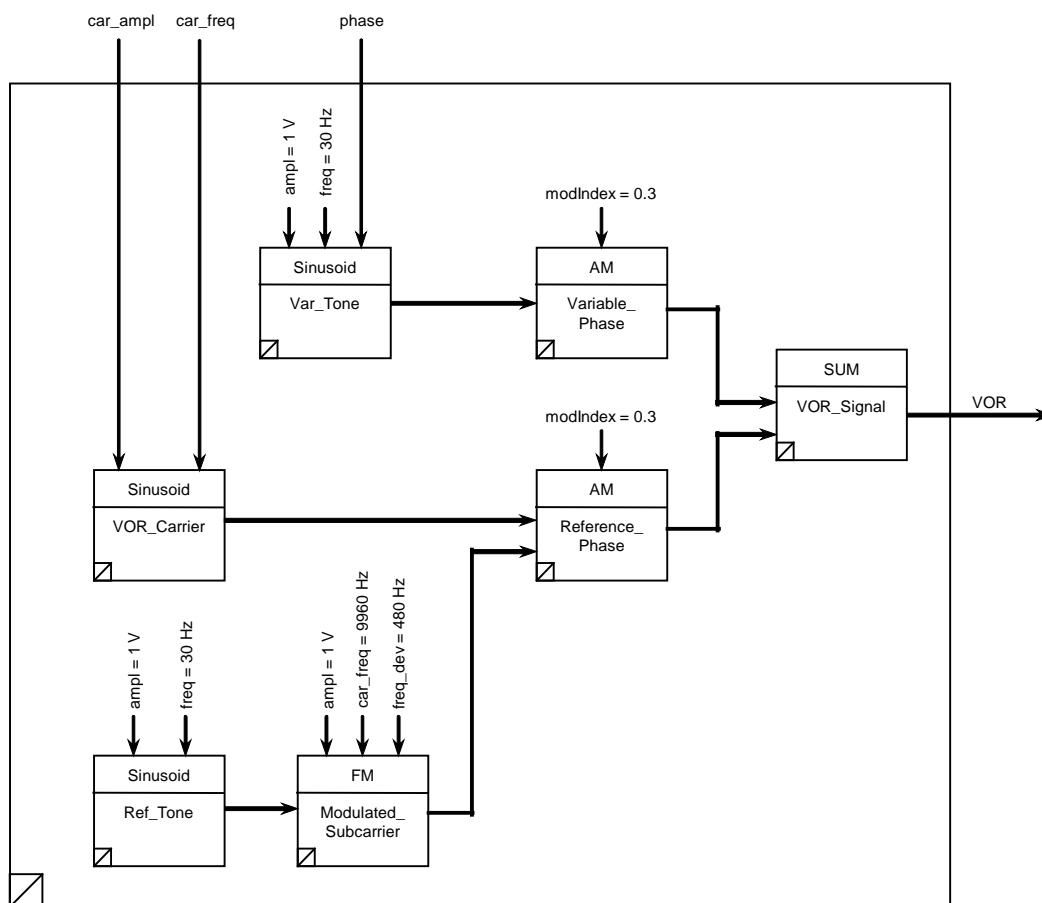 car_ampl
car_freq
phase
ampl = 1 V
freq = 30 Hz
modIndex = 0.3
Sinusoid
Var_Tone
AM
Variable_
Phase
SUM
VOR_Signal
VOR
modIndex = 0.3
Sinusoid
VOR_Carrier
AM
Reference_
Phase
ampl = 1 V
freq = 30 Hz
ampl = 1 V
car_freq = 9960 Hz
freq_dev = 480 Hz
Sinusoid
Ref_Tone
FM
Modulated_
Subcarrier